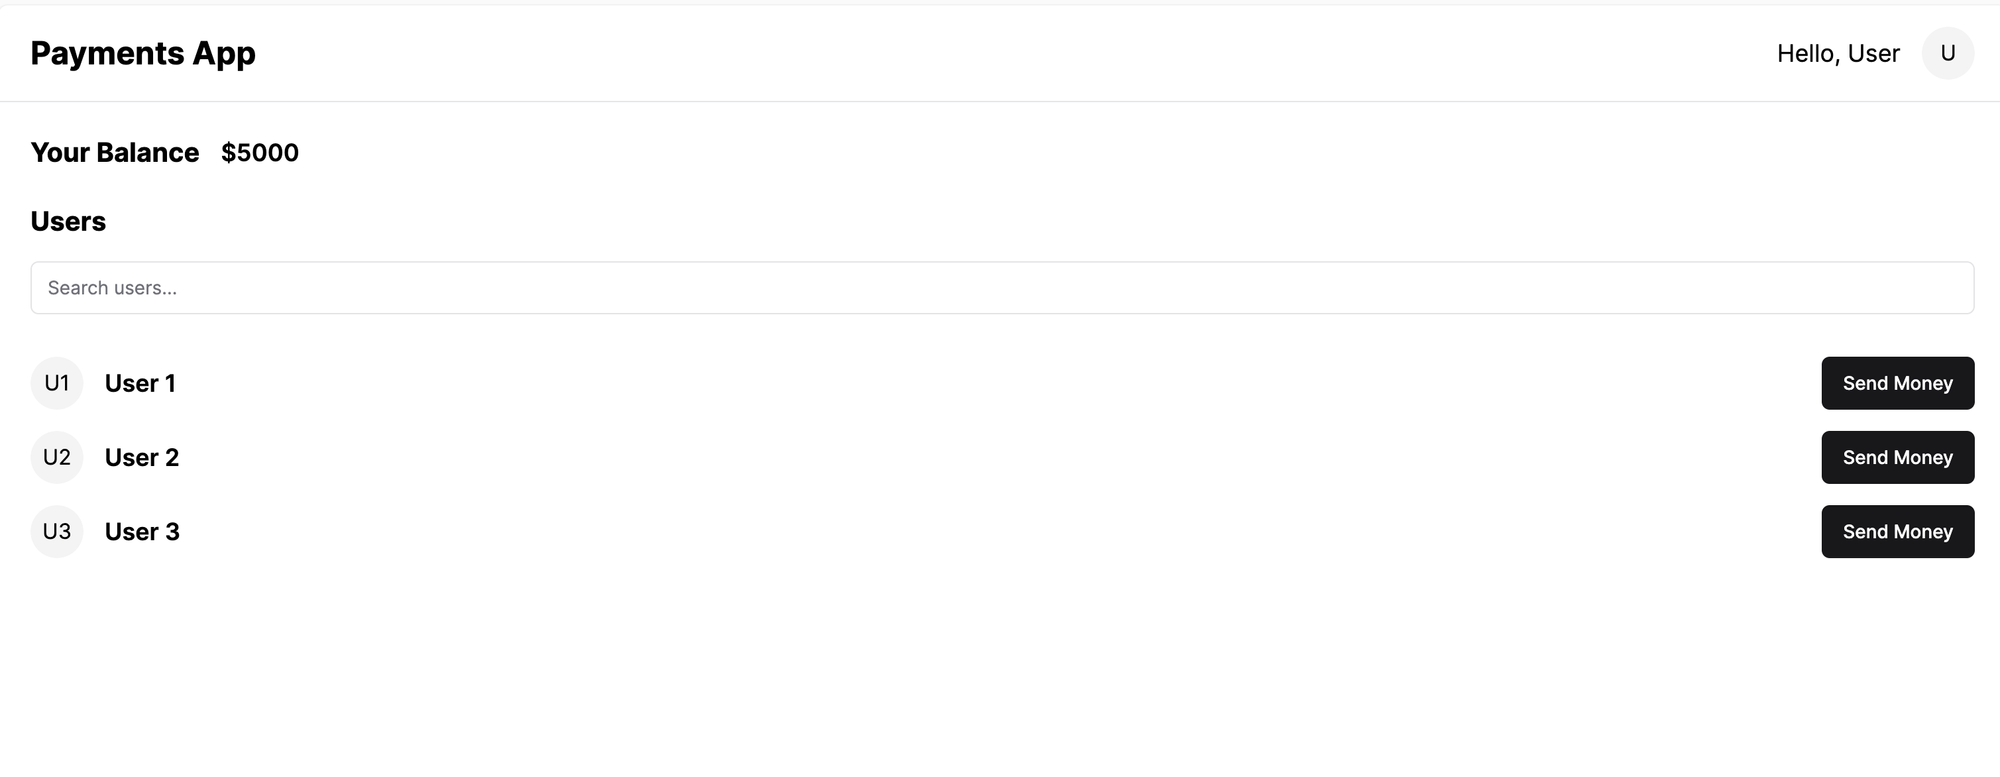 Payments App
Hello, User U
Your Balance $5000
Users
Search users...
U1 User 1 Send Money
U2 User 2 Send Money
U3 User 3 Send Money